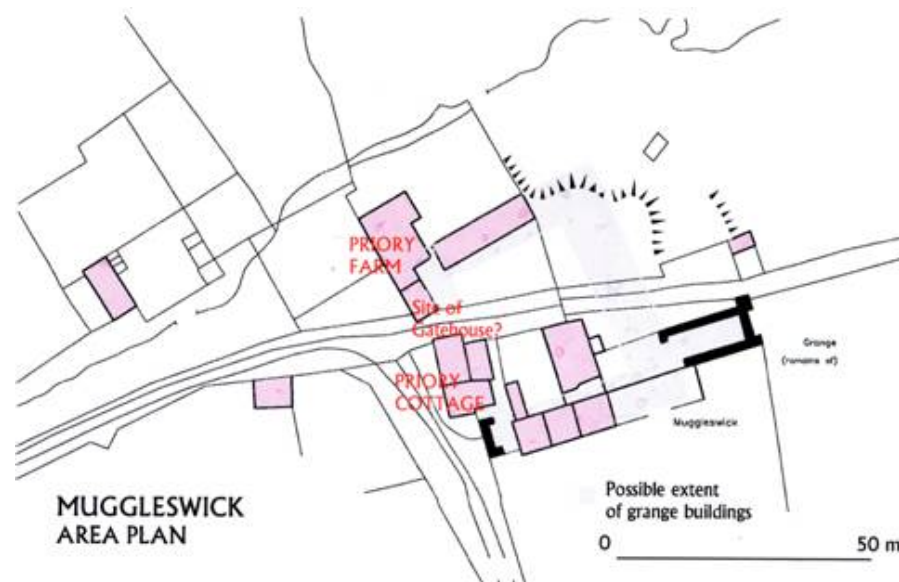 PRIORY
FARM
Site of
Gatehouse?
PRIORY
COTTAGE
Grange
(remains of)
Muggleswick
MUGGLESWICK
AREA PLAN
Possible extent
of grange buildings
0 50 m